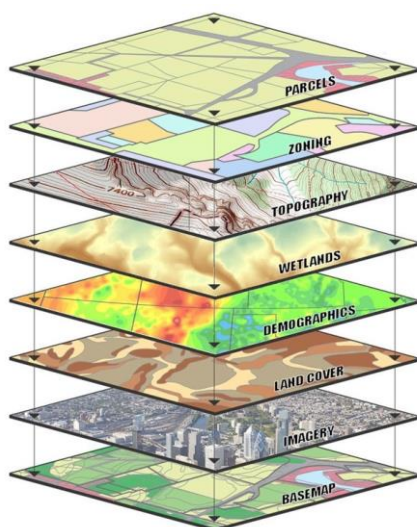 PARCELS
ZONING
7400
TOPOGRAPHY
WETLANDS
DEMOGRAPHICS
LAND COVER
IMAGERY
BASEMAP